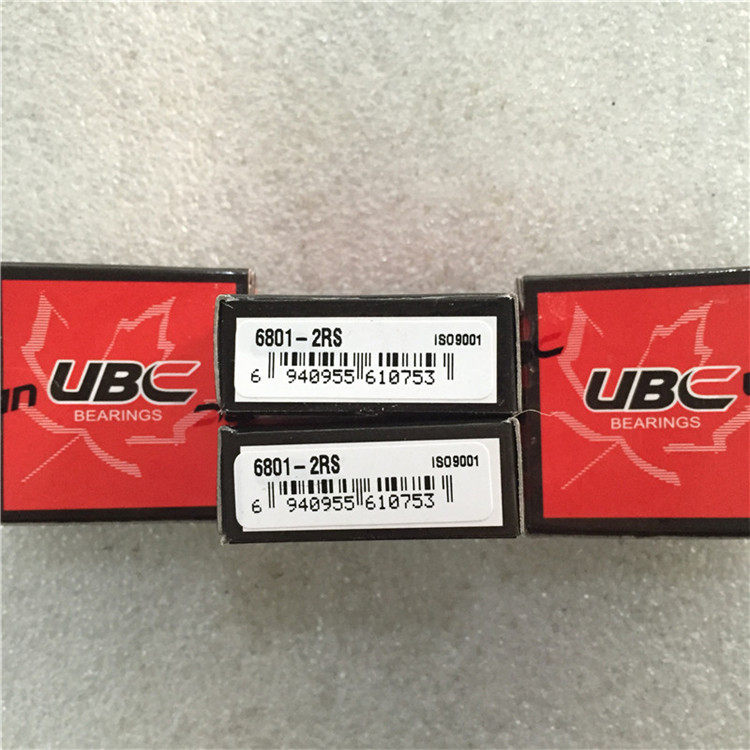 UBC
BEARINGS
6801-2RS ISO9001
6 940955 610753
6801-2RS ISO9001
6 940955 610753
UBC
BEARINGS